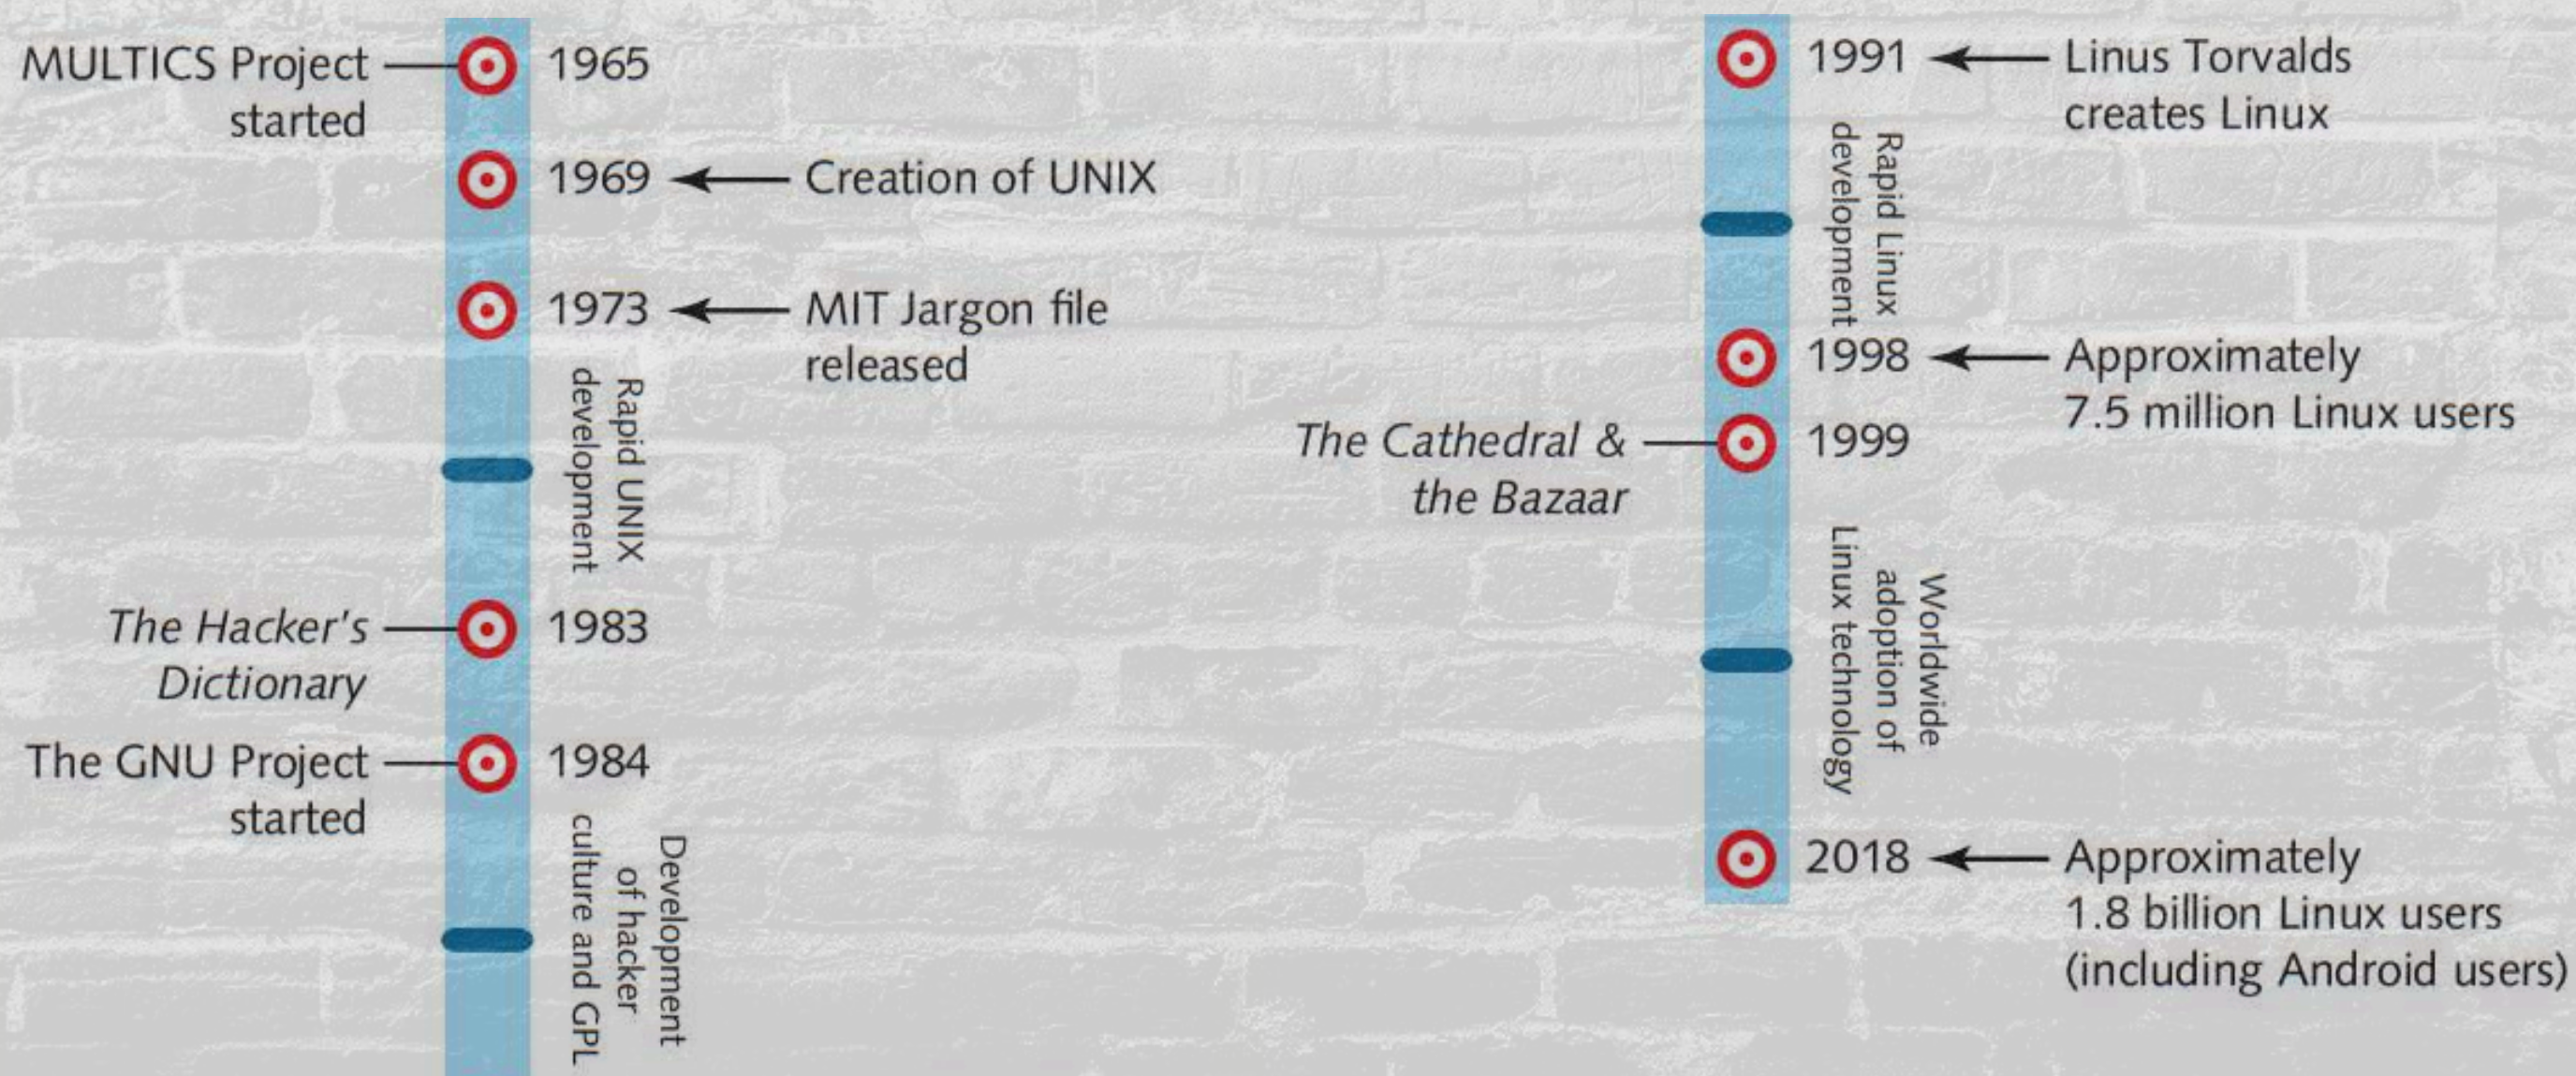 MULTICS Project
started
1965
1969
Creation of UNIX
1973
MIT Jargon file
released
Rapid UNIX
development
The Hacker's
Dictionary
1983
The GNU Project
started
1984
Development
of hacker
culture and GPL
1991
Linus Torvalds
creates Linux
Rapid Linux
development
1998
Approximately
7.5 million Linux users
The Cathedral &
the Bazaar
1999
Worldwide
adoption of
Linux technology
2018
Approximately
1.8 billion Linux users
(including Android users)